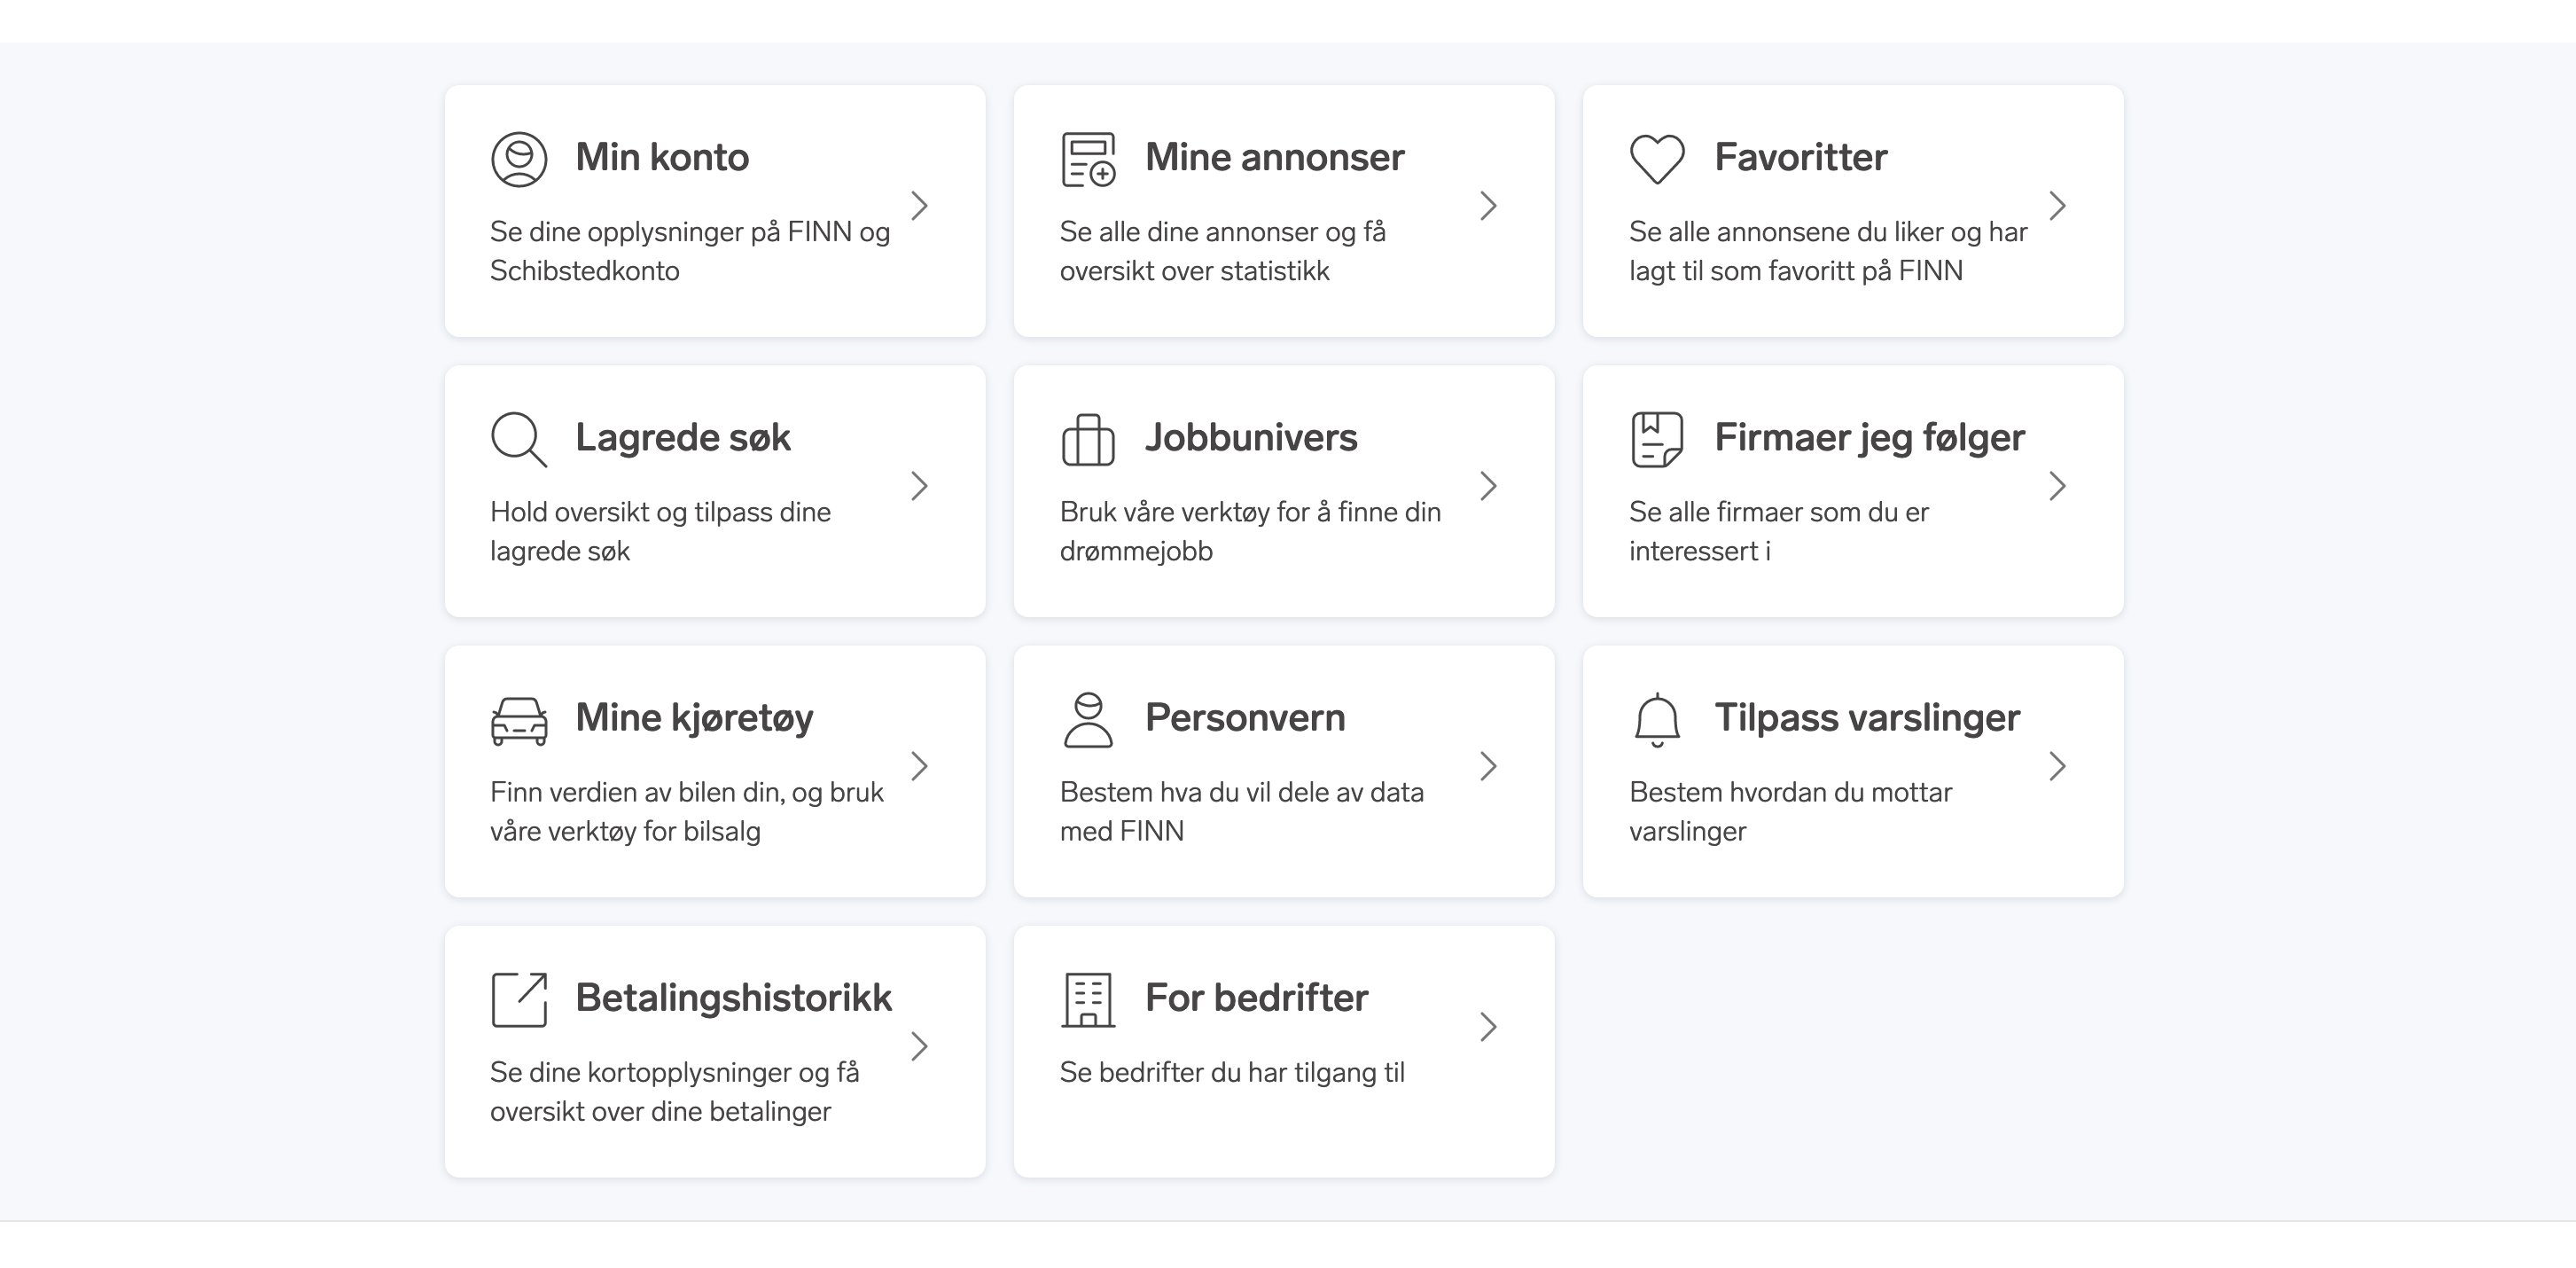 Min konto
Se dine opplysninger på FINN og
Schibstedkonto
Mine annonser
Se alle dine annonser og få
oversikt over statistikk
Favoritter
Se alle annonsene du liker og har
lagt til som favoritt på FINN
Lagrede søk
Hold oversikt og tilpass dine
lagrede søk
Jobbunivers
Bruk våre verktøy for å finne din
drømmejobb
Firmaer jeg følger
Se alle firmaer som du er
interessert i
Mine kjøretøy
Finn verdien av bilen din, og bruk
våre verktøy for bilsalg
Personvern
Bestem hva du vil dele av data
med FINN
Tilpass varslinger
Bestem hvordan du mottar
varslinger
Betalingshistorikk
Se dine kortopplysninger og få
oversikt over dine betalinger
For bedrifter
Se bedrifter du har tilgang til